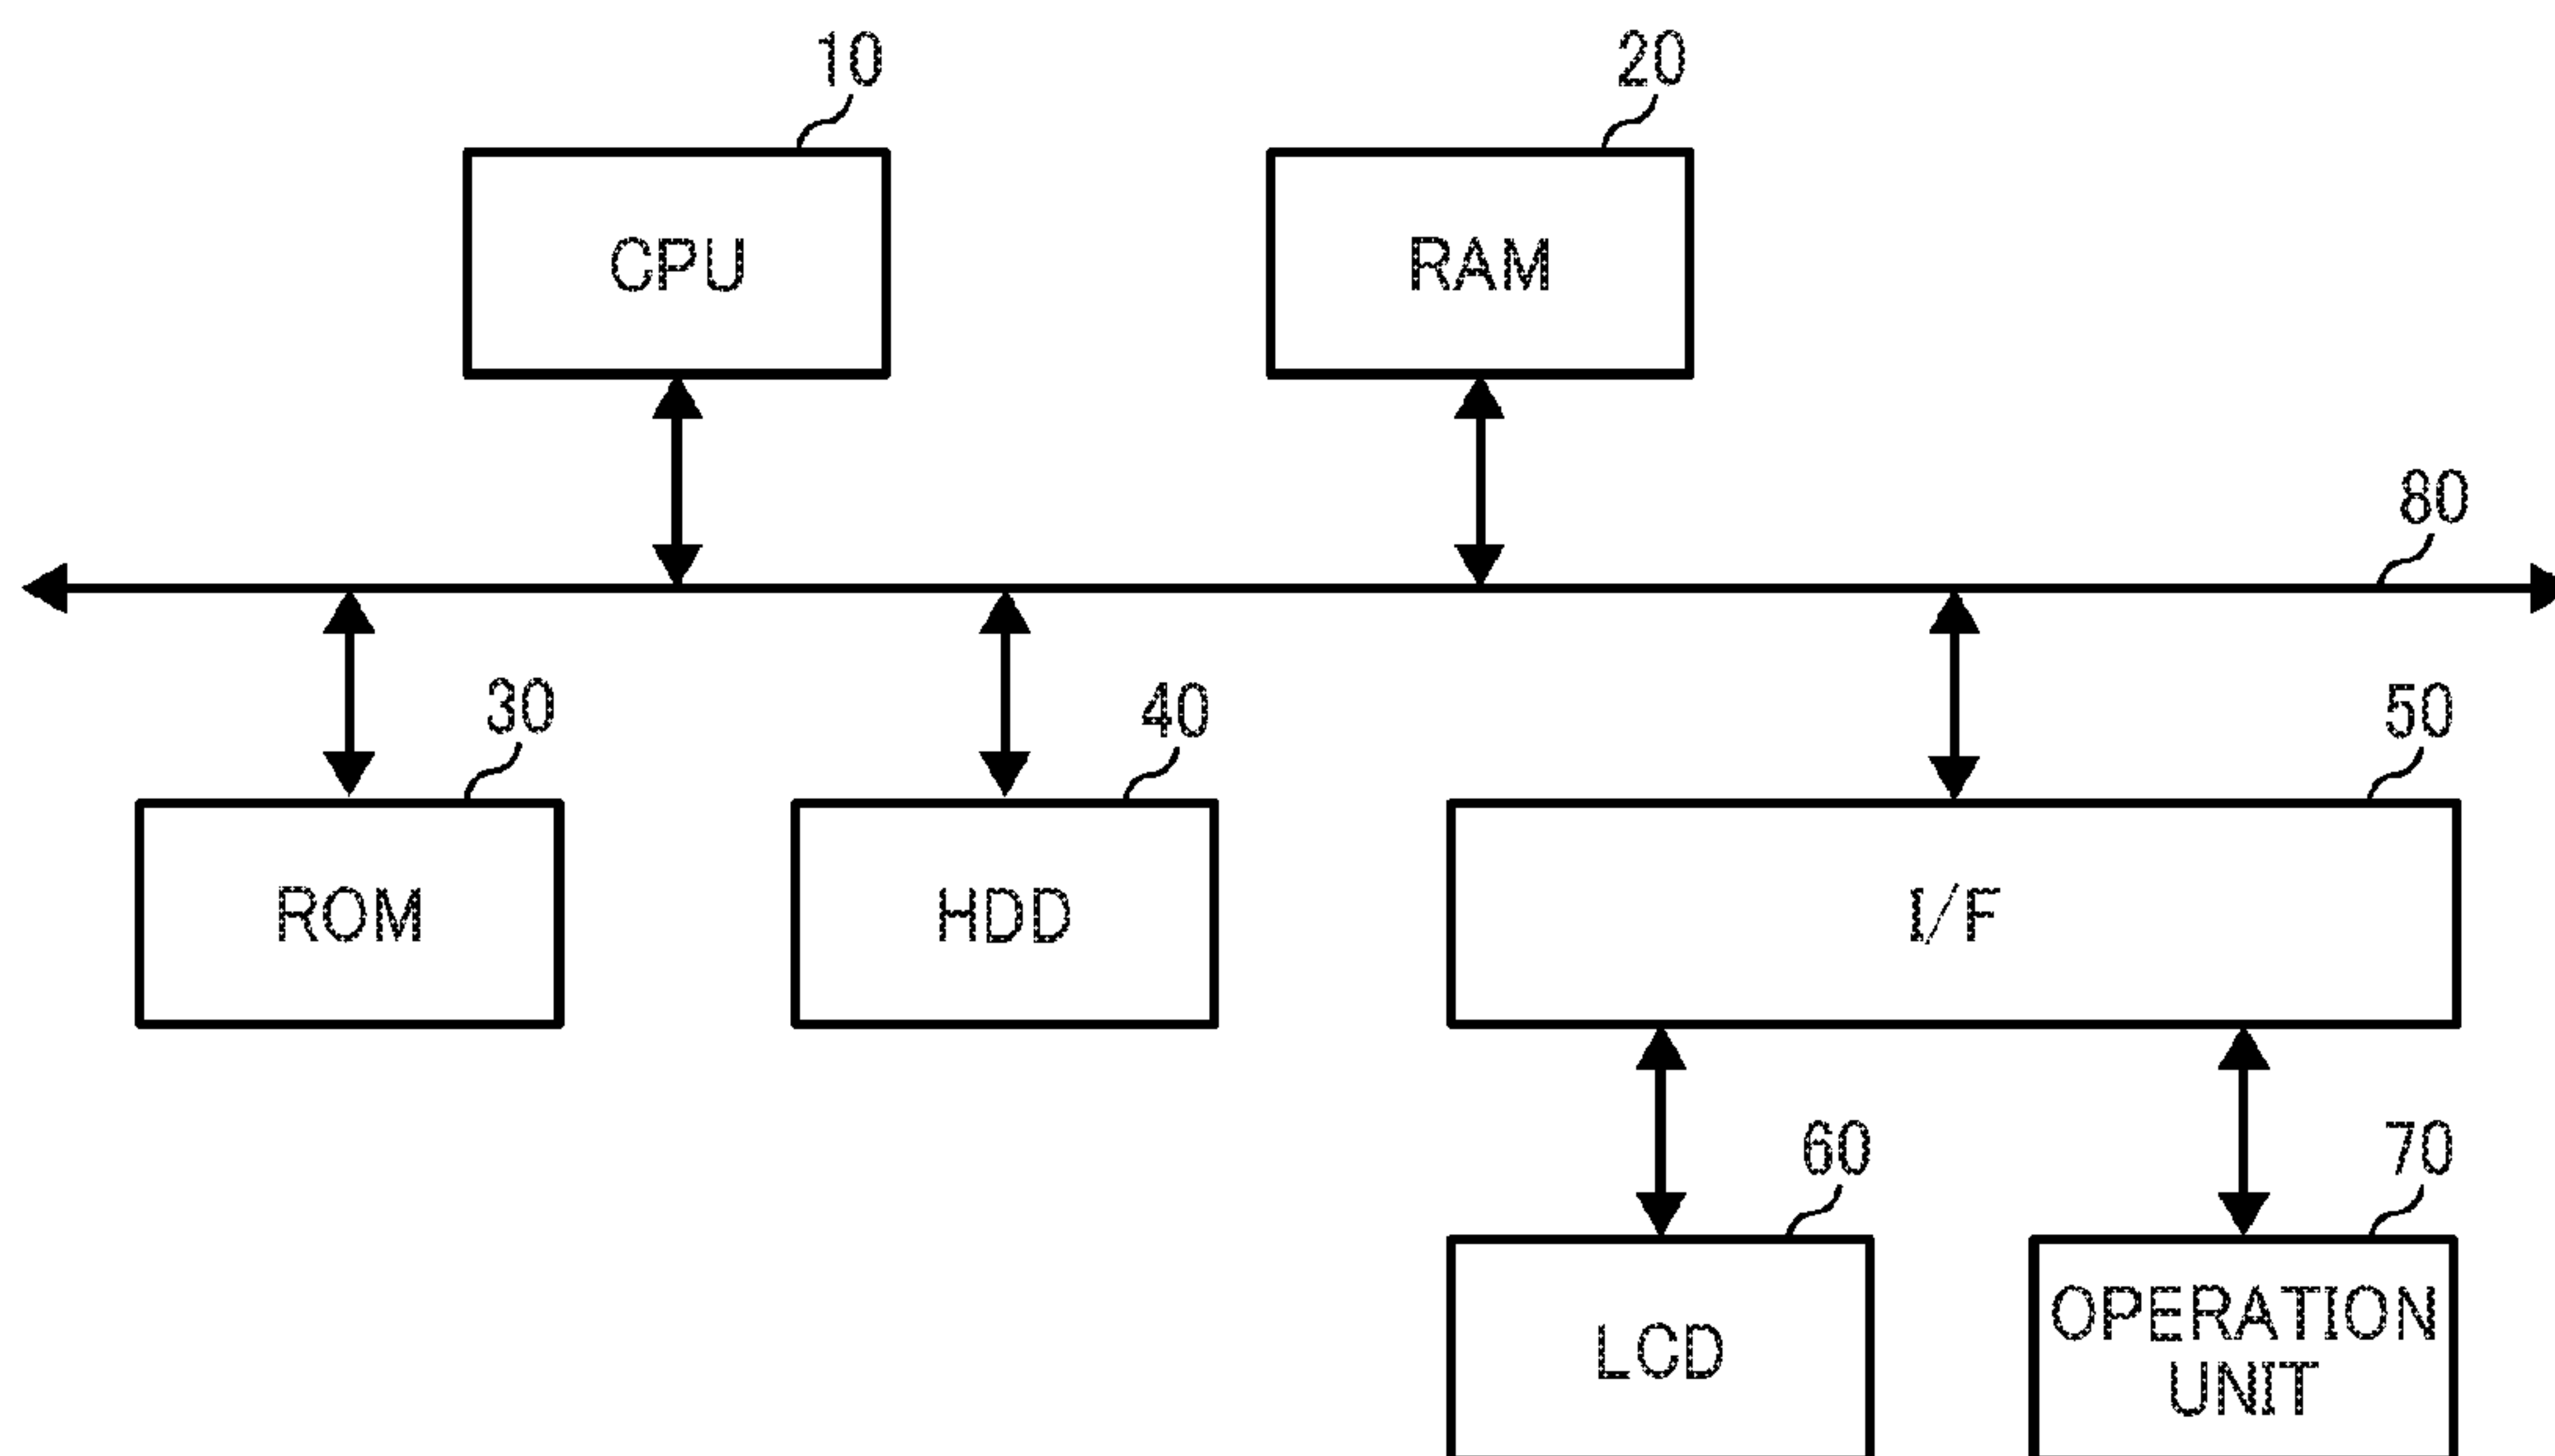 10
20
CPU
RAM
80
30
40
50
ROM
HDD
I/F
60
70
LCD
OPERATION
UNIT